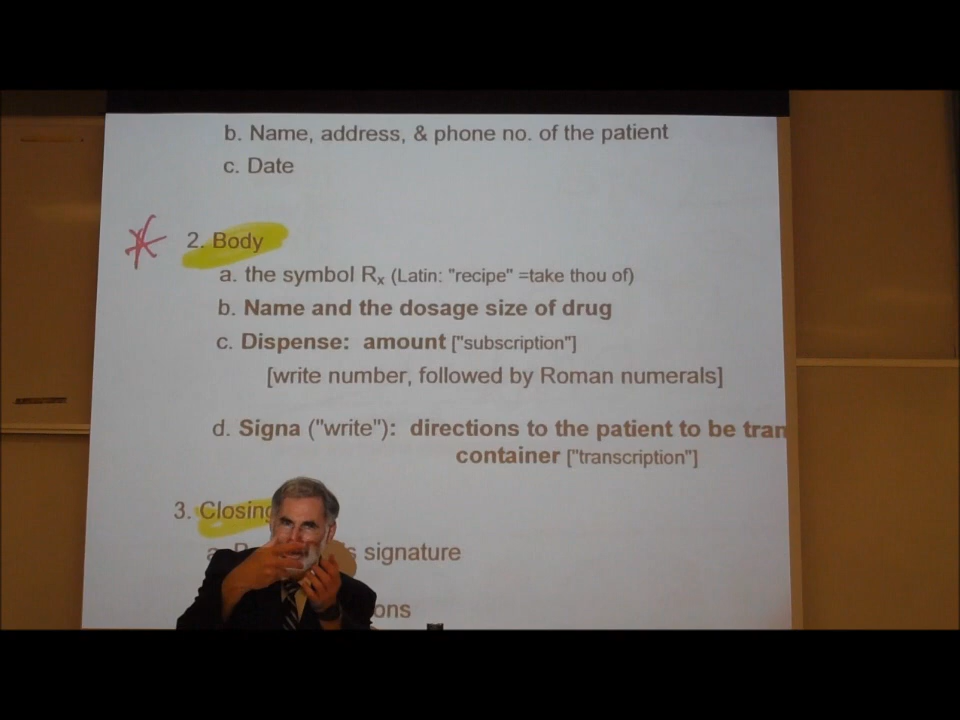 b. Name, address, & phone no. of the patient
c. Date
2. Body
a. the symbol Rx (Latin: "recipe" =take thou of)
b. Name and the dosage size of drug
c. Dispense: amount ["subscription"]
[write number, followed by Roman numerals]
d. Signa ("write"): directions to the patient to be tran
container ["transcription"]
3. Closing
a. signature